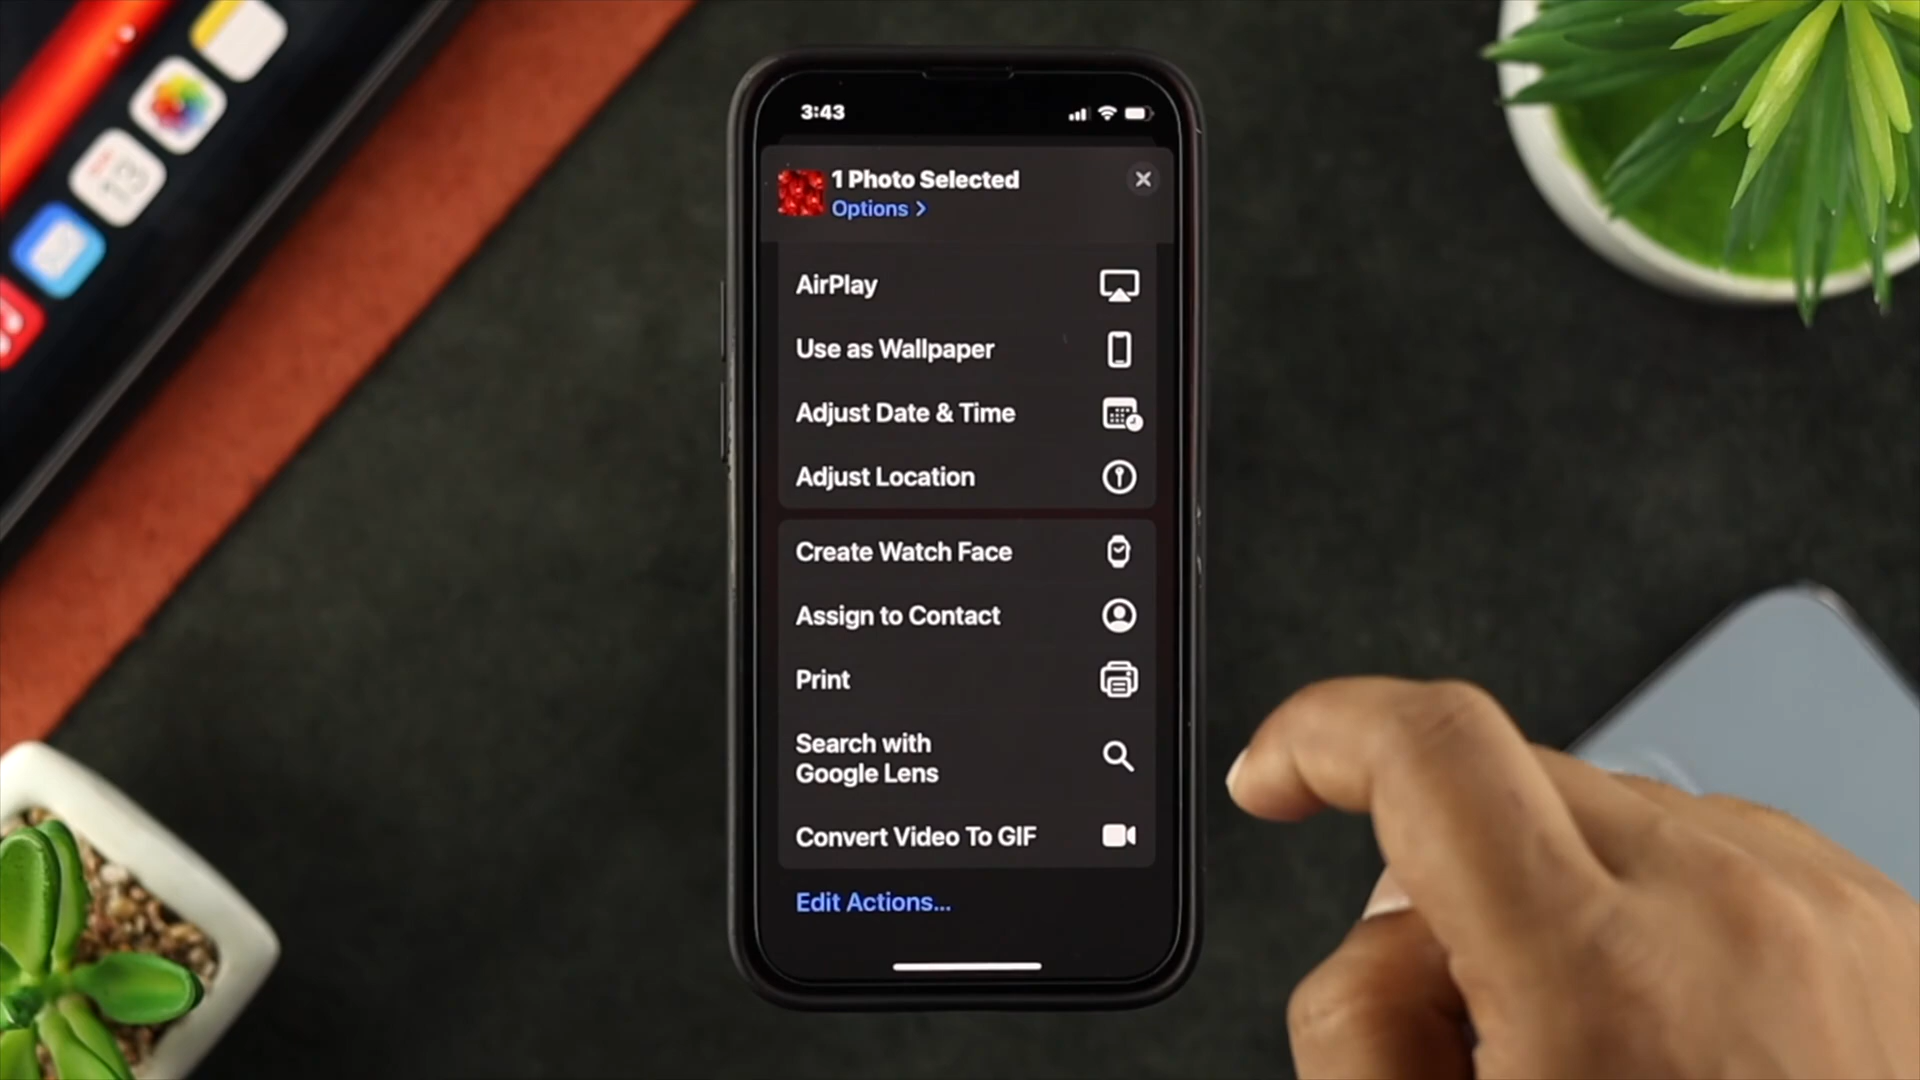 3:43
1 Photo Selected
Options >
AirPlay
Use as Wallpaper
Adjust Date & Time
Adjust Location
Create Watch Face
Assign to Contact
Print
Search with
Google Lens
Convert Video To GIF
Edit Actions...
13